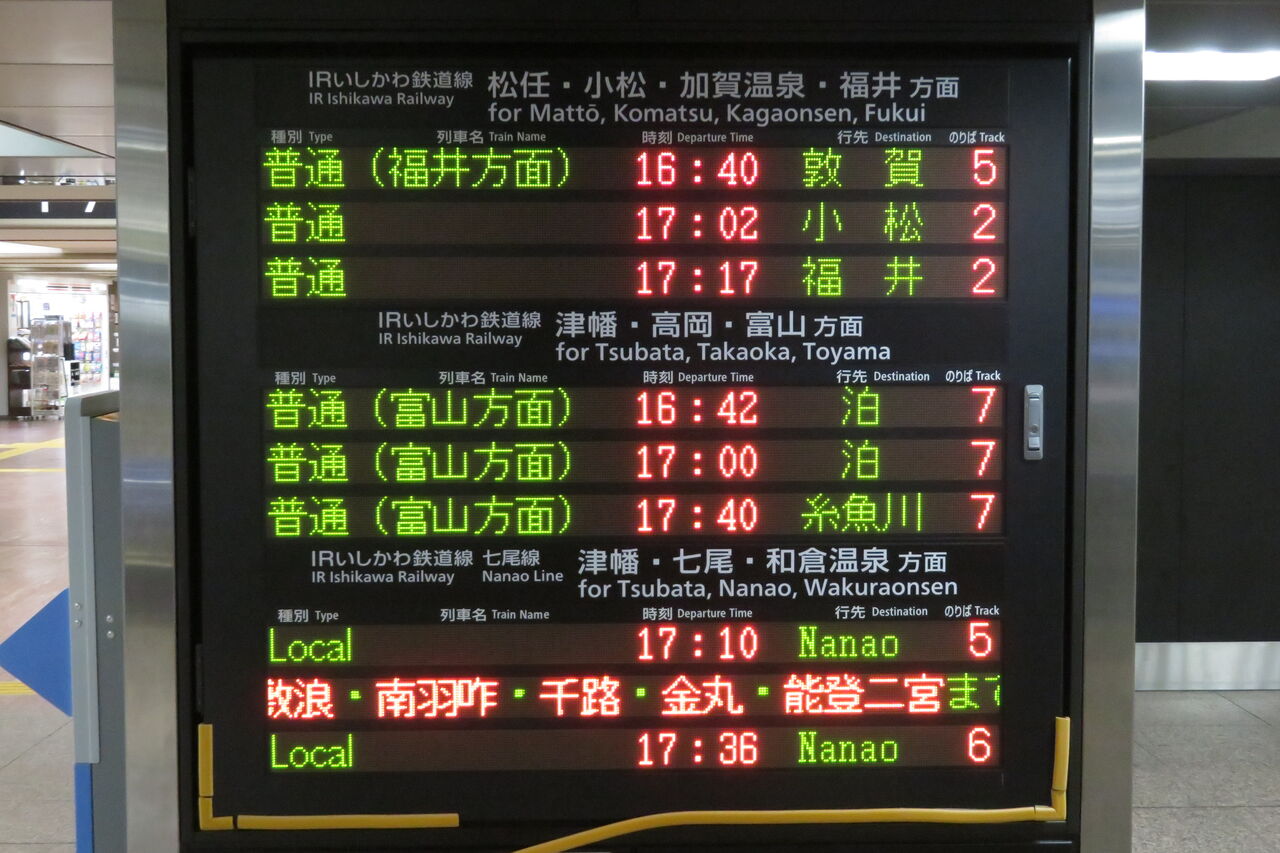 IRいしかわ鉄道線 松任・小松・加賀温泉・福井 方面
IR Ishikawa Railway for Mattō, Komatsu, Kagaonsen, Fukui
種別 Type 列車名 Train Name 時刻 Departure Time 行先 Destination のりば Track
普通 (福井方面) 16:40 敦賀 5
普通 17:02 小松 2
普通 17:17 福井 2
IRいしかわ鉄道線 津幡・高岡・富山 方面
IR Ishikawa Railway for Tsubata, Takaoka, Toyama
種別 Type 列車名 Train Name 時刻 Departure Time 行先 Destination のりば Track
普通 (富山方面) 16:42 泊 7
普通 (富山方面) 17:00 泊 7
普通 (富山方面) 17:40 糸魚川 7
IRいしかわ鉄道線 七尾線 津幡・七尾・和倉温泉 方面
IR Ishikawa Railway Nanao Line for Tsubata, Nanao, Wakuraonsen
種別 Type 列車名 Train Name 時刻 Departure Time 行先 Destination のりば Track
Local 17:10 Nanao 5
敷浪・南羽咋・千路・金丸・能登二宮まで
Local 17:36 Nanao 6